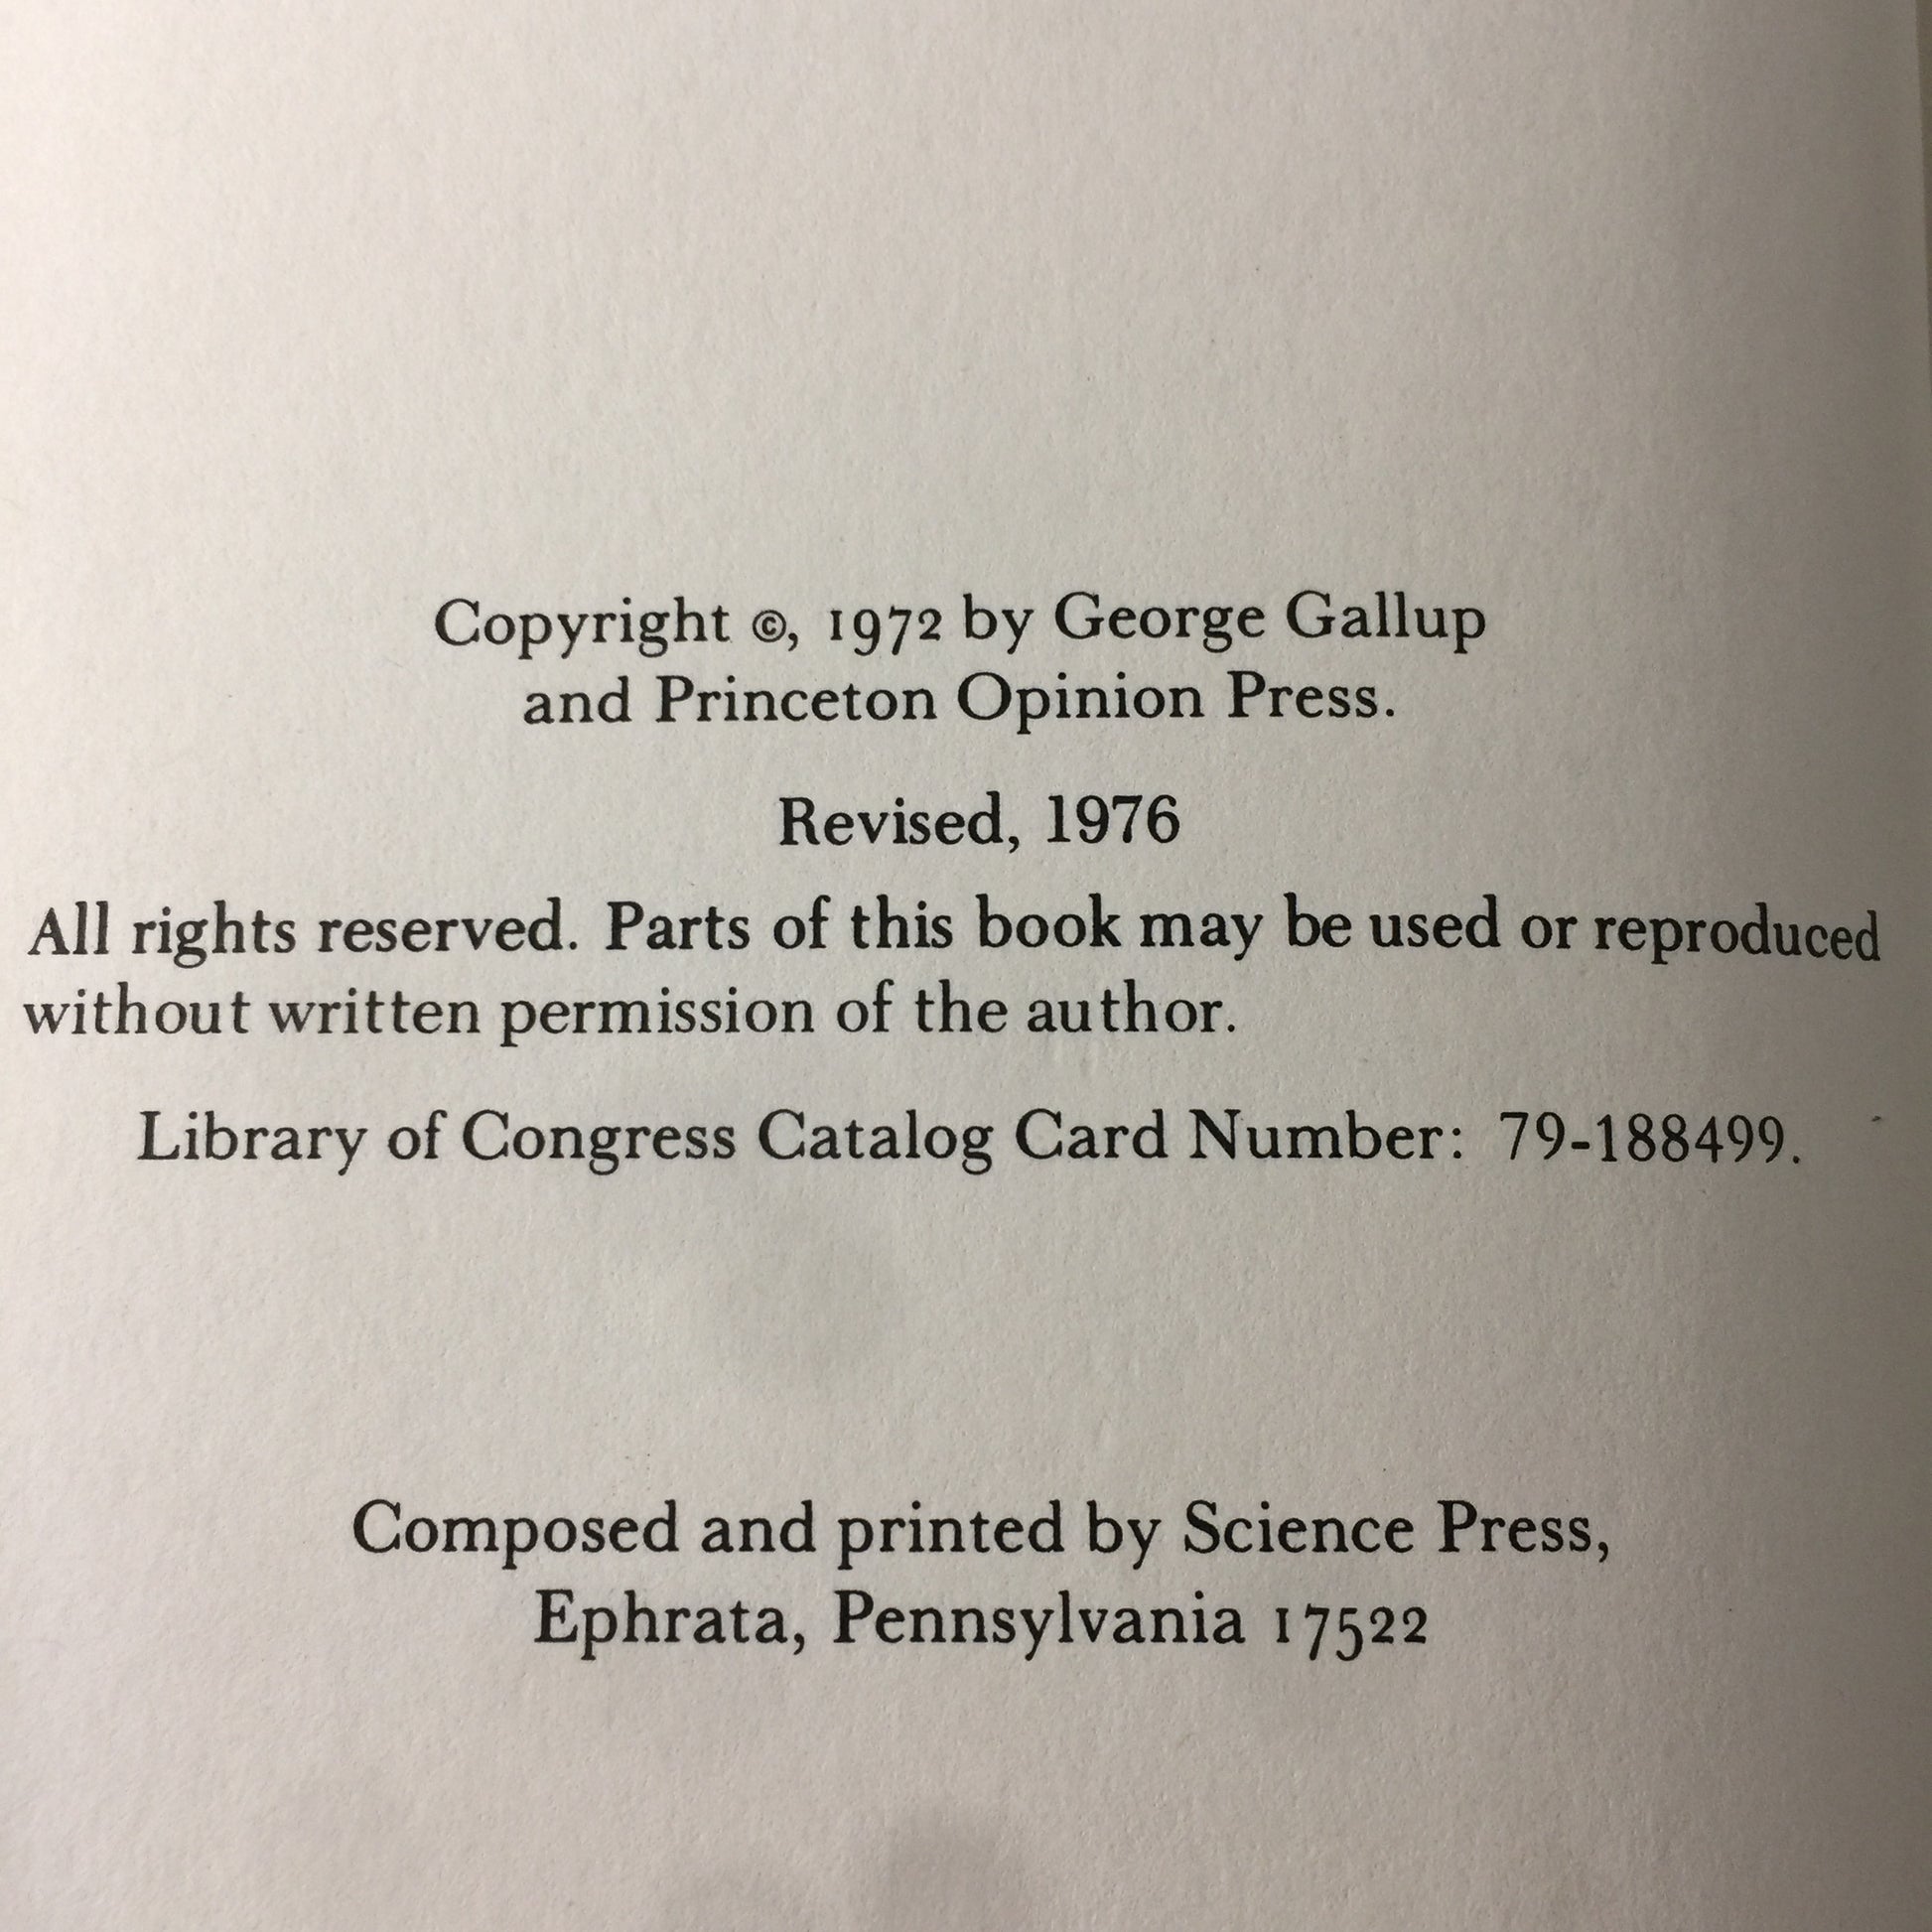 Copyright ©, 1972 by George Gallup
and Princeton Opinion Press.
Revised, 1976
All rights reserved. Parts of this book may be used or reproduced
without written permission of the author.
Library of Congress Catalog Card Number: 79-188499.
Composed and printed by Science Press,
Ephrata, Pennsylvania 17522